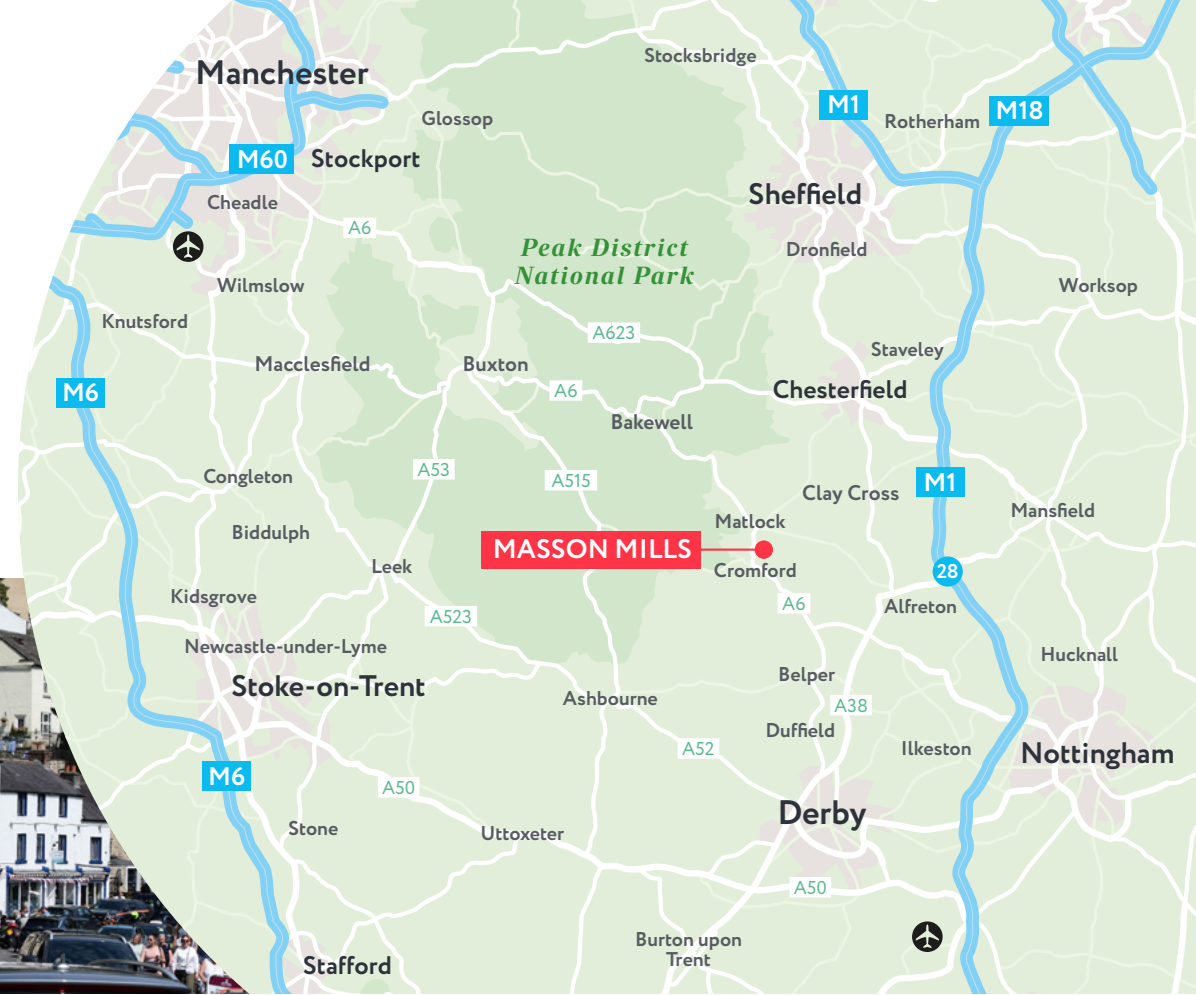 Stocksbridge
Manchester
M1
M18
Glossop
Rotherham
M60
Stockport
Sheffield
Cheadle
A6
Peak District
National Park
Dronfield
Wilmslow
Worksop
Knutsford
A623
Staveley
Macclesfield
Buxton
M6
A6
Chesterfield
Bakewell
A53
Congleton
A515
M1
Clay Cross
Mansfield
Matlock
Biddulph
MASSON MILLS
Leek
Cromford
28
Kidsgrove
A6
Alfreton
A523
Newcastle-under-Lyme
Hucknall
Belper
Stoke-on-Trent
Ashbourne
A38
Duffield
A52
Ilkeston
Nottingham
M6
A50
Derby
Stone
Uttoxeter
A50
Burton upon
Trent
Stafford